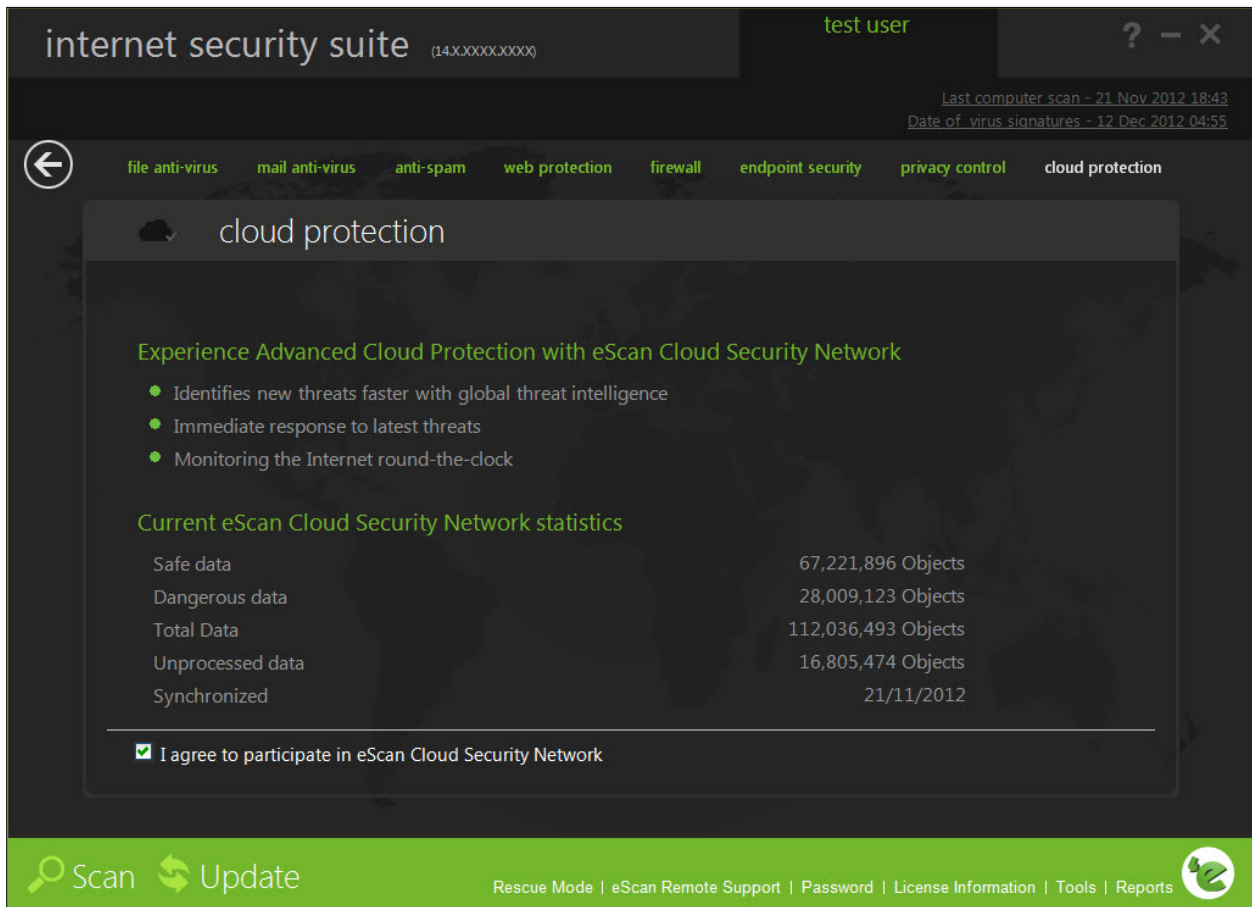 internet security suite (14.X.XXXX.XXXX)
test user
? – ×
Last computer scan - 21 Nov 2012 18:43
Date of virus signatures - 12 Dec 2012 04:55
file anti-virus mail anti-virus anti-spam web protection firewall endpoint security privacy control cloud protection
cloud protection
Experience Advanced Cloud Protection with eScan Cloud Security Network
Identifies new threats faster with global threat intelligence
Immediate response to latest threats
Monitoring the Internet round-the-clock
Current eScan Cloud Security Network statistics
Safe data 67,221,896 Objects
Dangerous data 28,009,123 Objects
Total Data 112,036,493 Objects
Unprocessed data 16,805,474 Objects
Synchronized 21/11/2012
I agree to participate in eScan Cloud Security Network
Scan Update
Rescue Mode | eScan Remote Support | Password | License Information | Tools | Reports
e